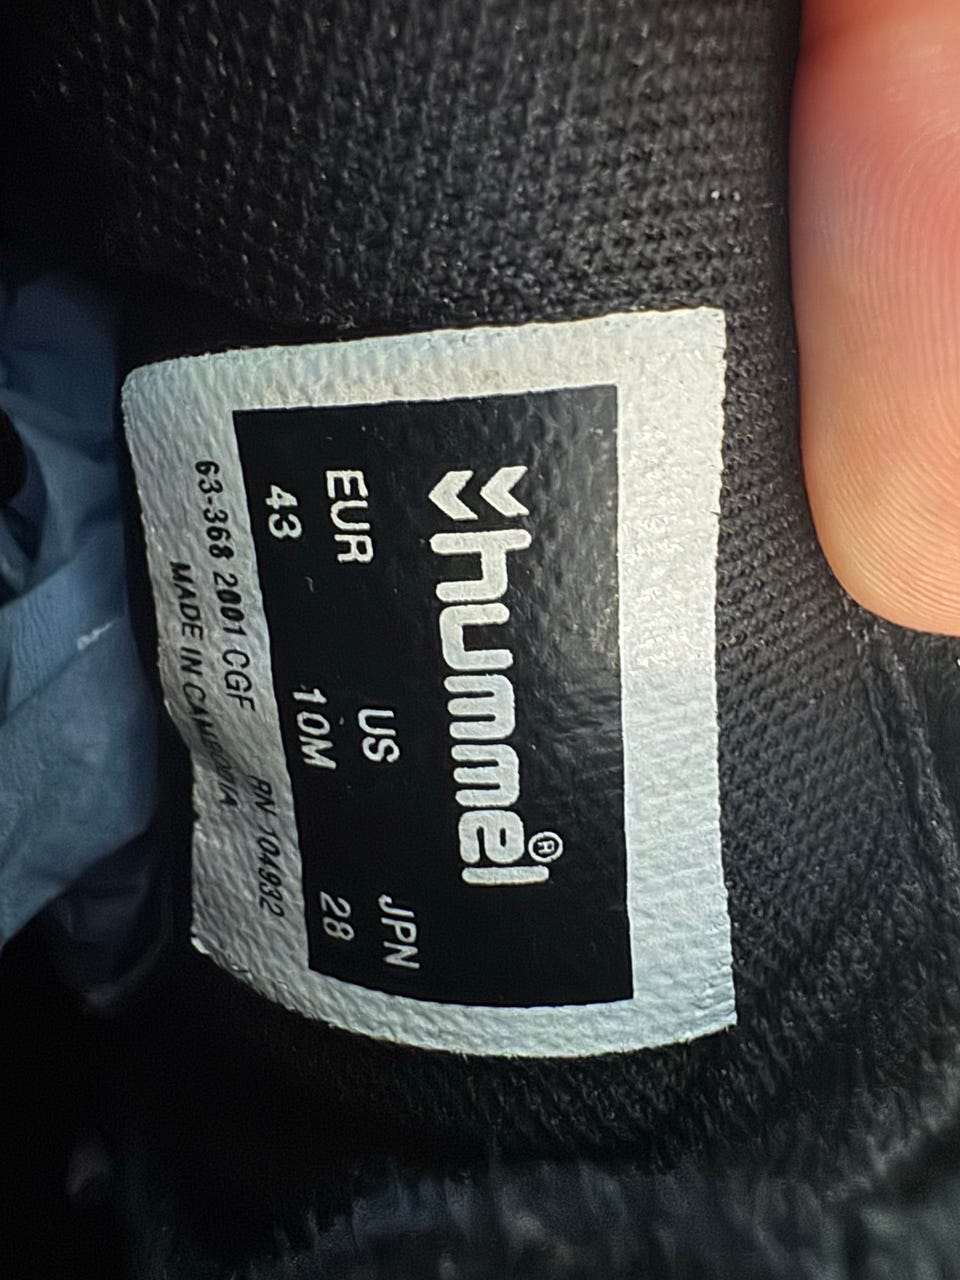 hummel®
EUR US JPN
43 10M 28
63-368 2001 CGF RN 104932
MADE IN CAMBODIA